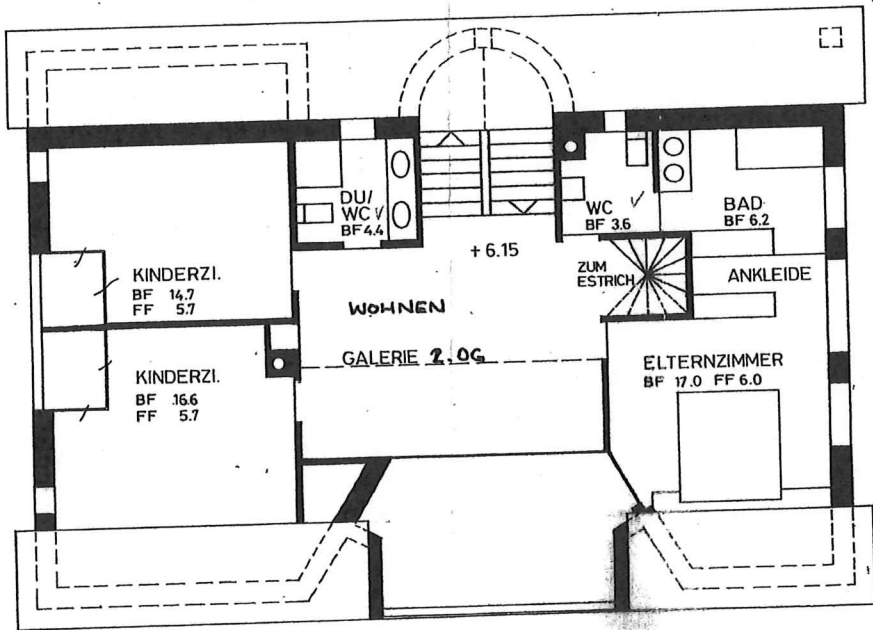 DU/
WC √
BF 4.4
WC √
BF 3.6
BAD
BF 6.2
+ 6.15
ZUM
ESTRICH
ANKLEIDE
KINDERZI.
BF 14.7
FF 5.7
WOHNEN
GALERIE 2.OG
KINDERZI.
BF 16.6
FF 5.7
ELTERNZIMMER
BF 17.0 FF 6.0